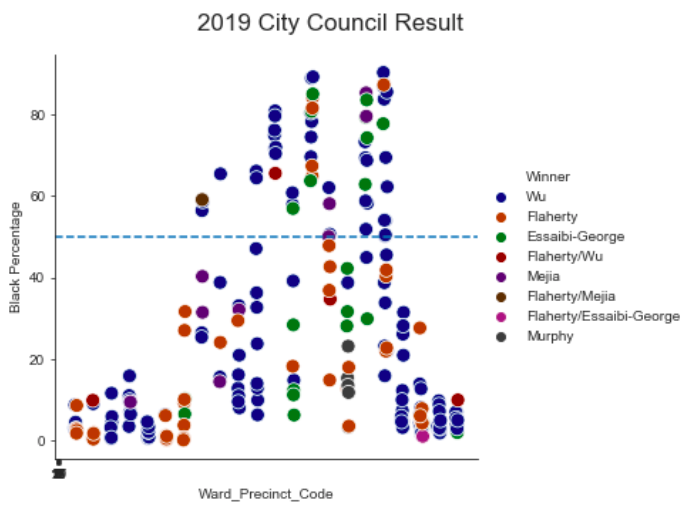 2019 City Council Result
80
60
40
20
0
Black Percentage
Ward_Precinct_Code
Winner
Wu
Flaherty
Essaibi-George
Flaherty/Wu
Mejia
Flaherty/Mejia
Flaherty/Essaibi-George
Murphy